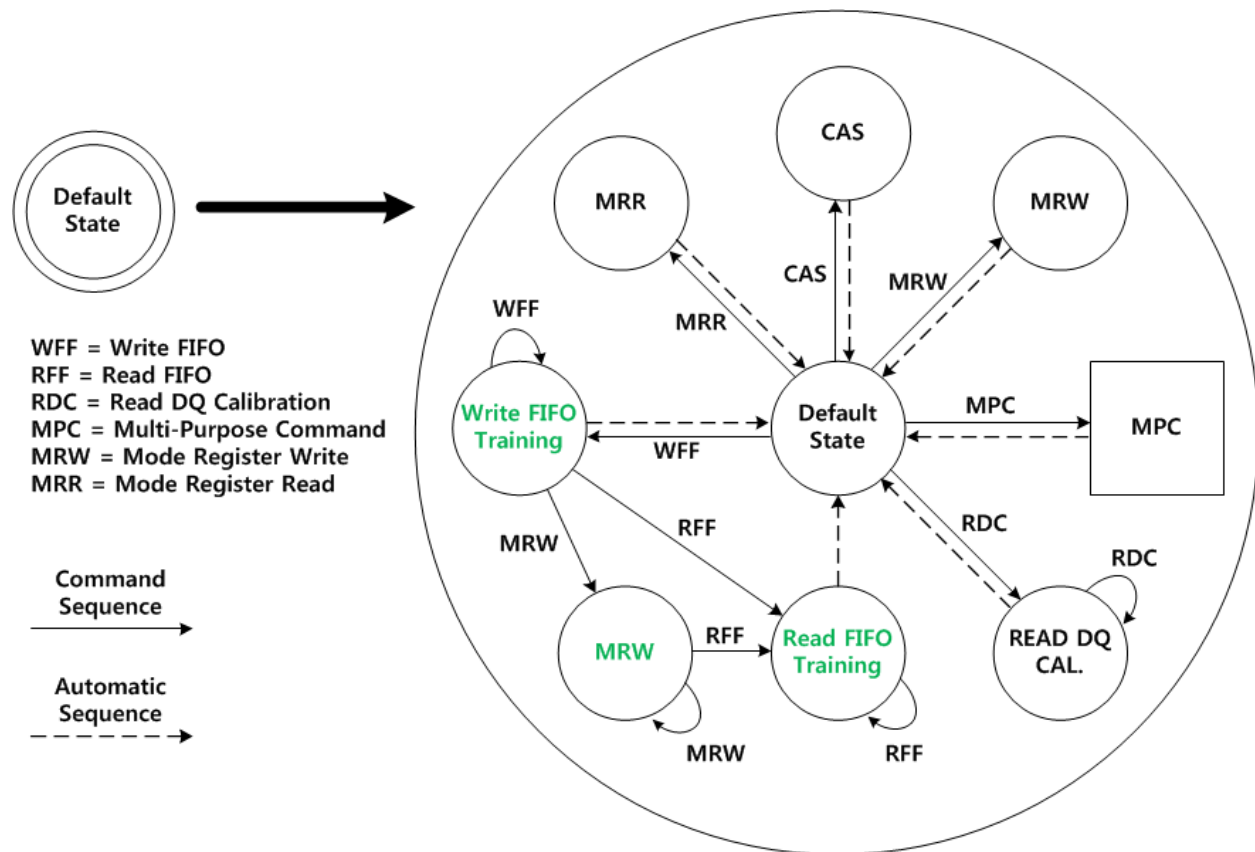 Default
State
WFF = Write FIFO
RFF = Read FIFO
RDC = Read DQ Calibration
MPC = Multi-Purpose Command
MRW = Mode Register Write
MRR = Mode Register Read
Command
Sequence
Automatic
Sequence
CAS
MRR
MRW
CAS
MRW
MRR
WFF
Write FIFO
Training
WFF
Default
State
MPC
MPC
RFF
RDC
MRW
RDC
MRW
RFF
Read FIFO
Training
READ DQ
CAL.
MRW
RFF